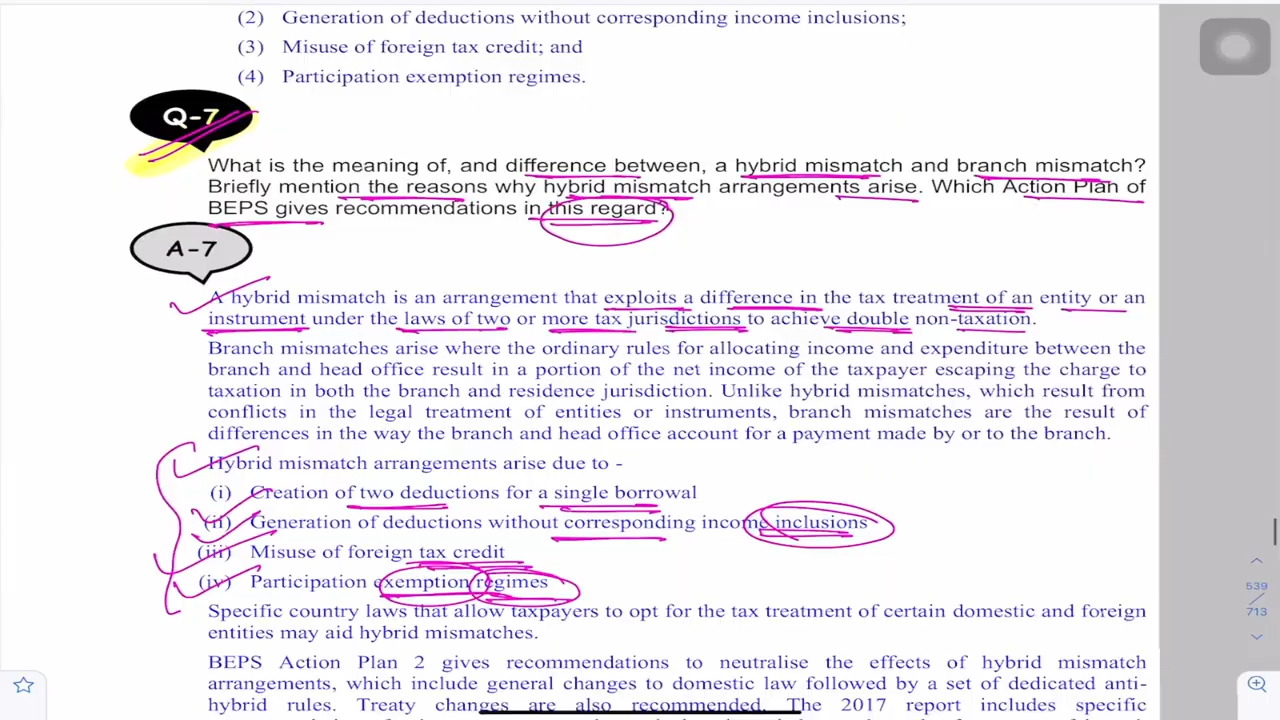 (2) Generation of deductions without corresponding income inclusions;
(3) Misuse of foreign tax credit; and
(4) Participation exemption regimes.
Q-7
What is the meaning of, and difference between, a hybrid mismatch and branch mismatch?
Briefly mention the reasons why hybrid mismatch arrangements arise. Which Action Plan of
BEPS gives recommendations in this regard?
A-7
A hybrid mismatch is an arrangement that exploits a difference in the tax treatment of an entity or an
instrument under the laws of two or more tax jurisdictions to achieve double non-taxation.
Branch mismatches arise where the ordinary rules for allocating income and expenditure between the
branch and head office result in a portion of the net income of the taxpayer escaping the charge to
taxation in both the branch and residence jurisdiction. Unlike hybrid mismatches, which result from
conflicts in the legal treatment of entities or instruments, branch mismatches are the result of
differences in the way the branch and head office account for a payment made by or to the branch.
Hybrid mismatch arrangements arise due to -
(i) Creation of two deductions for a single borrowal
(ii) Generation of deductions without corresponding income inclusions
(iii) Misuse of foreign tax credit
(iv) Participation exemption regimes
539
713
Specific country laws that allow taxpayers to opt for the tax treatment of certain domestic and foreign
entities may aid hybrid mismatches.
BEPS Action Plan 2 gives recommendations to neutralise the effects of hybrid mismatch
arrangements, which include general changes to domestic law followed by a set of dedicated anti-
hybrid rules. Treaty changes are also recommended. The 2017 report includes specific